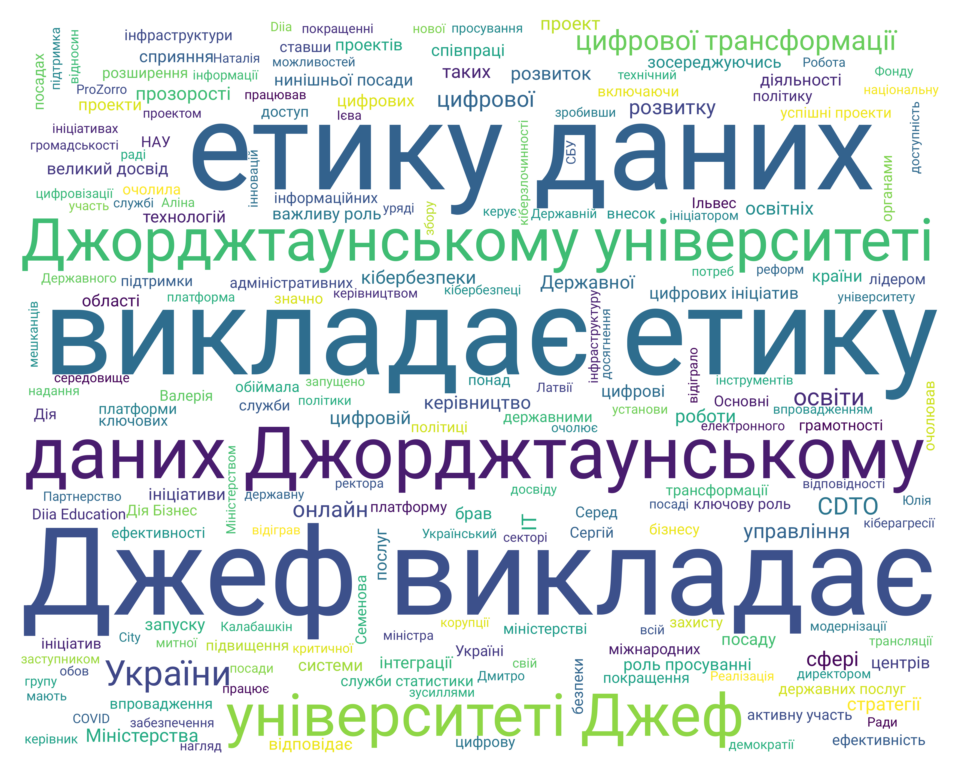 Diia покращенні нової просування проект
інфраструктури ставши проектів співпраці цифрової трансформації
підтримка відносин сприяння Наталія можливостей таких розвиток зосереджуючись Робота
посадах розширення інформації нинішньої посади технічний діяльності Фонду
ProZorro прозорості працював цифрових цифрової включаючи політику національну
проекти проектом доступ Ієва зробивши розвитку успішні проекти
ініціативах НАУ етику даних доступність
громадськості раді інновацій кіберзлочинності СБУ
великий досвід органами
цифровізації очолила інформаційних
участь службі Аліна важливу роль уряді збору керує Державній внесок Ільвес ініціатором освітніх
технологій
Джорджтаунському університеті
Державного підтримки адміністративних кібербезпеки Державної потреб реформ країни лідером
області платформа значно керівництвом кібербезпеці цифрових ініціатив університету
мешканців викладає етику інфраструктуру досягнення
середовище обіймала запущено понад Латвії цифрові відіграло інструментів
надання Валерія політики освіти
Дія платформи служби керівництво установи Основні впровадженням очолював
ключових цифровій політиці державними очолює роботи електронного грамотності
даних Джорджтаунському
Партнерство ініціативи Міністерством державну ректора досвіду трансформації відповідності
Diia Education Дія Бізнес онлайн платформу брав ІТ Серед посаді ключову роль CDTO Юлія
ефективності відіграв послуг Український секторі Сергій бізнесу управління кіберагресії
Джеф викладає
запуску Калабашкін Семенова корупції міністерстві всій захисту модернізації
ініціатив City митної підвищення критичної міністра Україні міжнародних посаду трансляції
заступником обов України посади системи інтеграції свій безпеки роль просуванні сфері центрів
групу працює служби статистики Дмитро покращення Реалізація директором
мають впровадження зусиллями державних послуг
COVID забезпечення університеті Джеф активну участь стратегії Ради
керівник Міністерства нагляд відповідає цифрову демократії ефективність